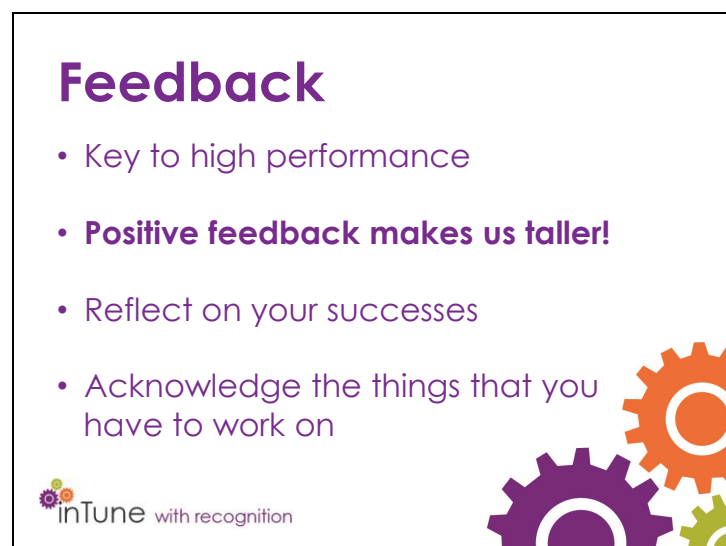 Feedback
• Key to high performance
• Positive feedback makes us taller!
• Reflect on your successes
• Acknowledge the things that you
have to work on
inTune with recognition